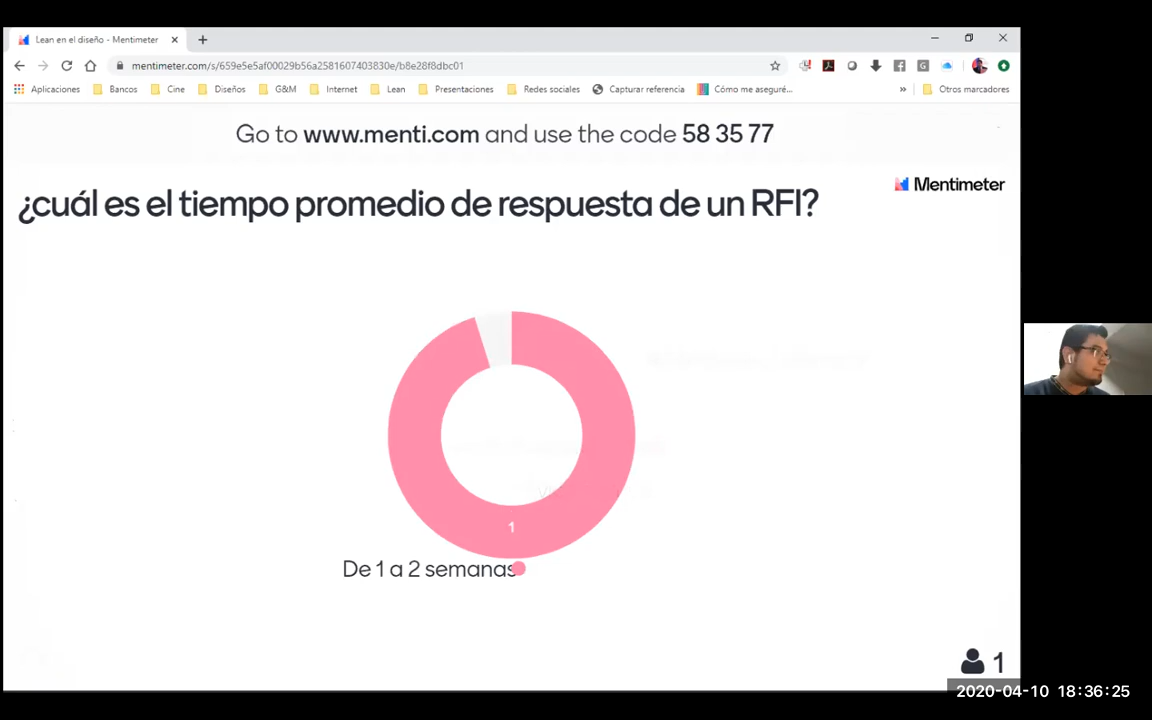 Lean en el diseño - Mentimeter
mentimeter.com/s/659e5e5af00029b56a2581607403830e/b8e28f8dbc01
Aplicaciones Bancos Cine Diseños G&M Internet Lean Presentaciones Redes sociales Capturar referencia Cómo me aseguré... » Otros marcadores
Go to www.menti.com and use the code 58 35 77
Mentimeter
¿cuál es el tiempo promedio de respuesta de un RFI?
1
De 1 a 2 semanas
1
2020-04-10 18:36:25